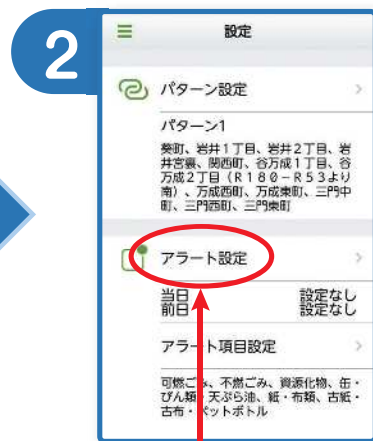 2
設定
パターン設定
パターン1
葵町、岩井1丁目、岩井2丁目、岩
井宮裏、関西町、谷万成1丁目、谷
万成2丁目（R180－R53より
南）、万成西町、万成東町、三門中
町、三門西町、三門東町
アラート設定
当日 設定なし
前日 設定なし
アラート項目設定
可燃ごみ、不燃ごみ、資源化物、缶・
びん類、天ぷら油、紙・布類、古紙・
古布・ペットボトル